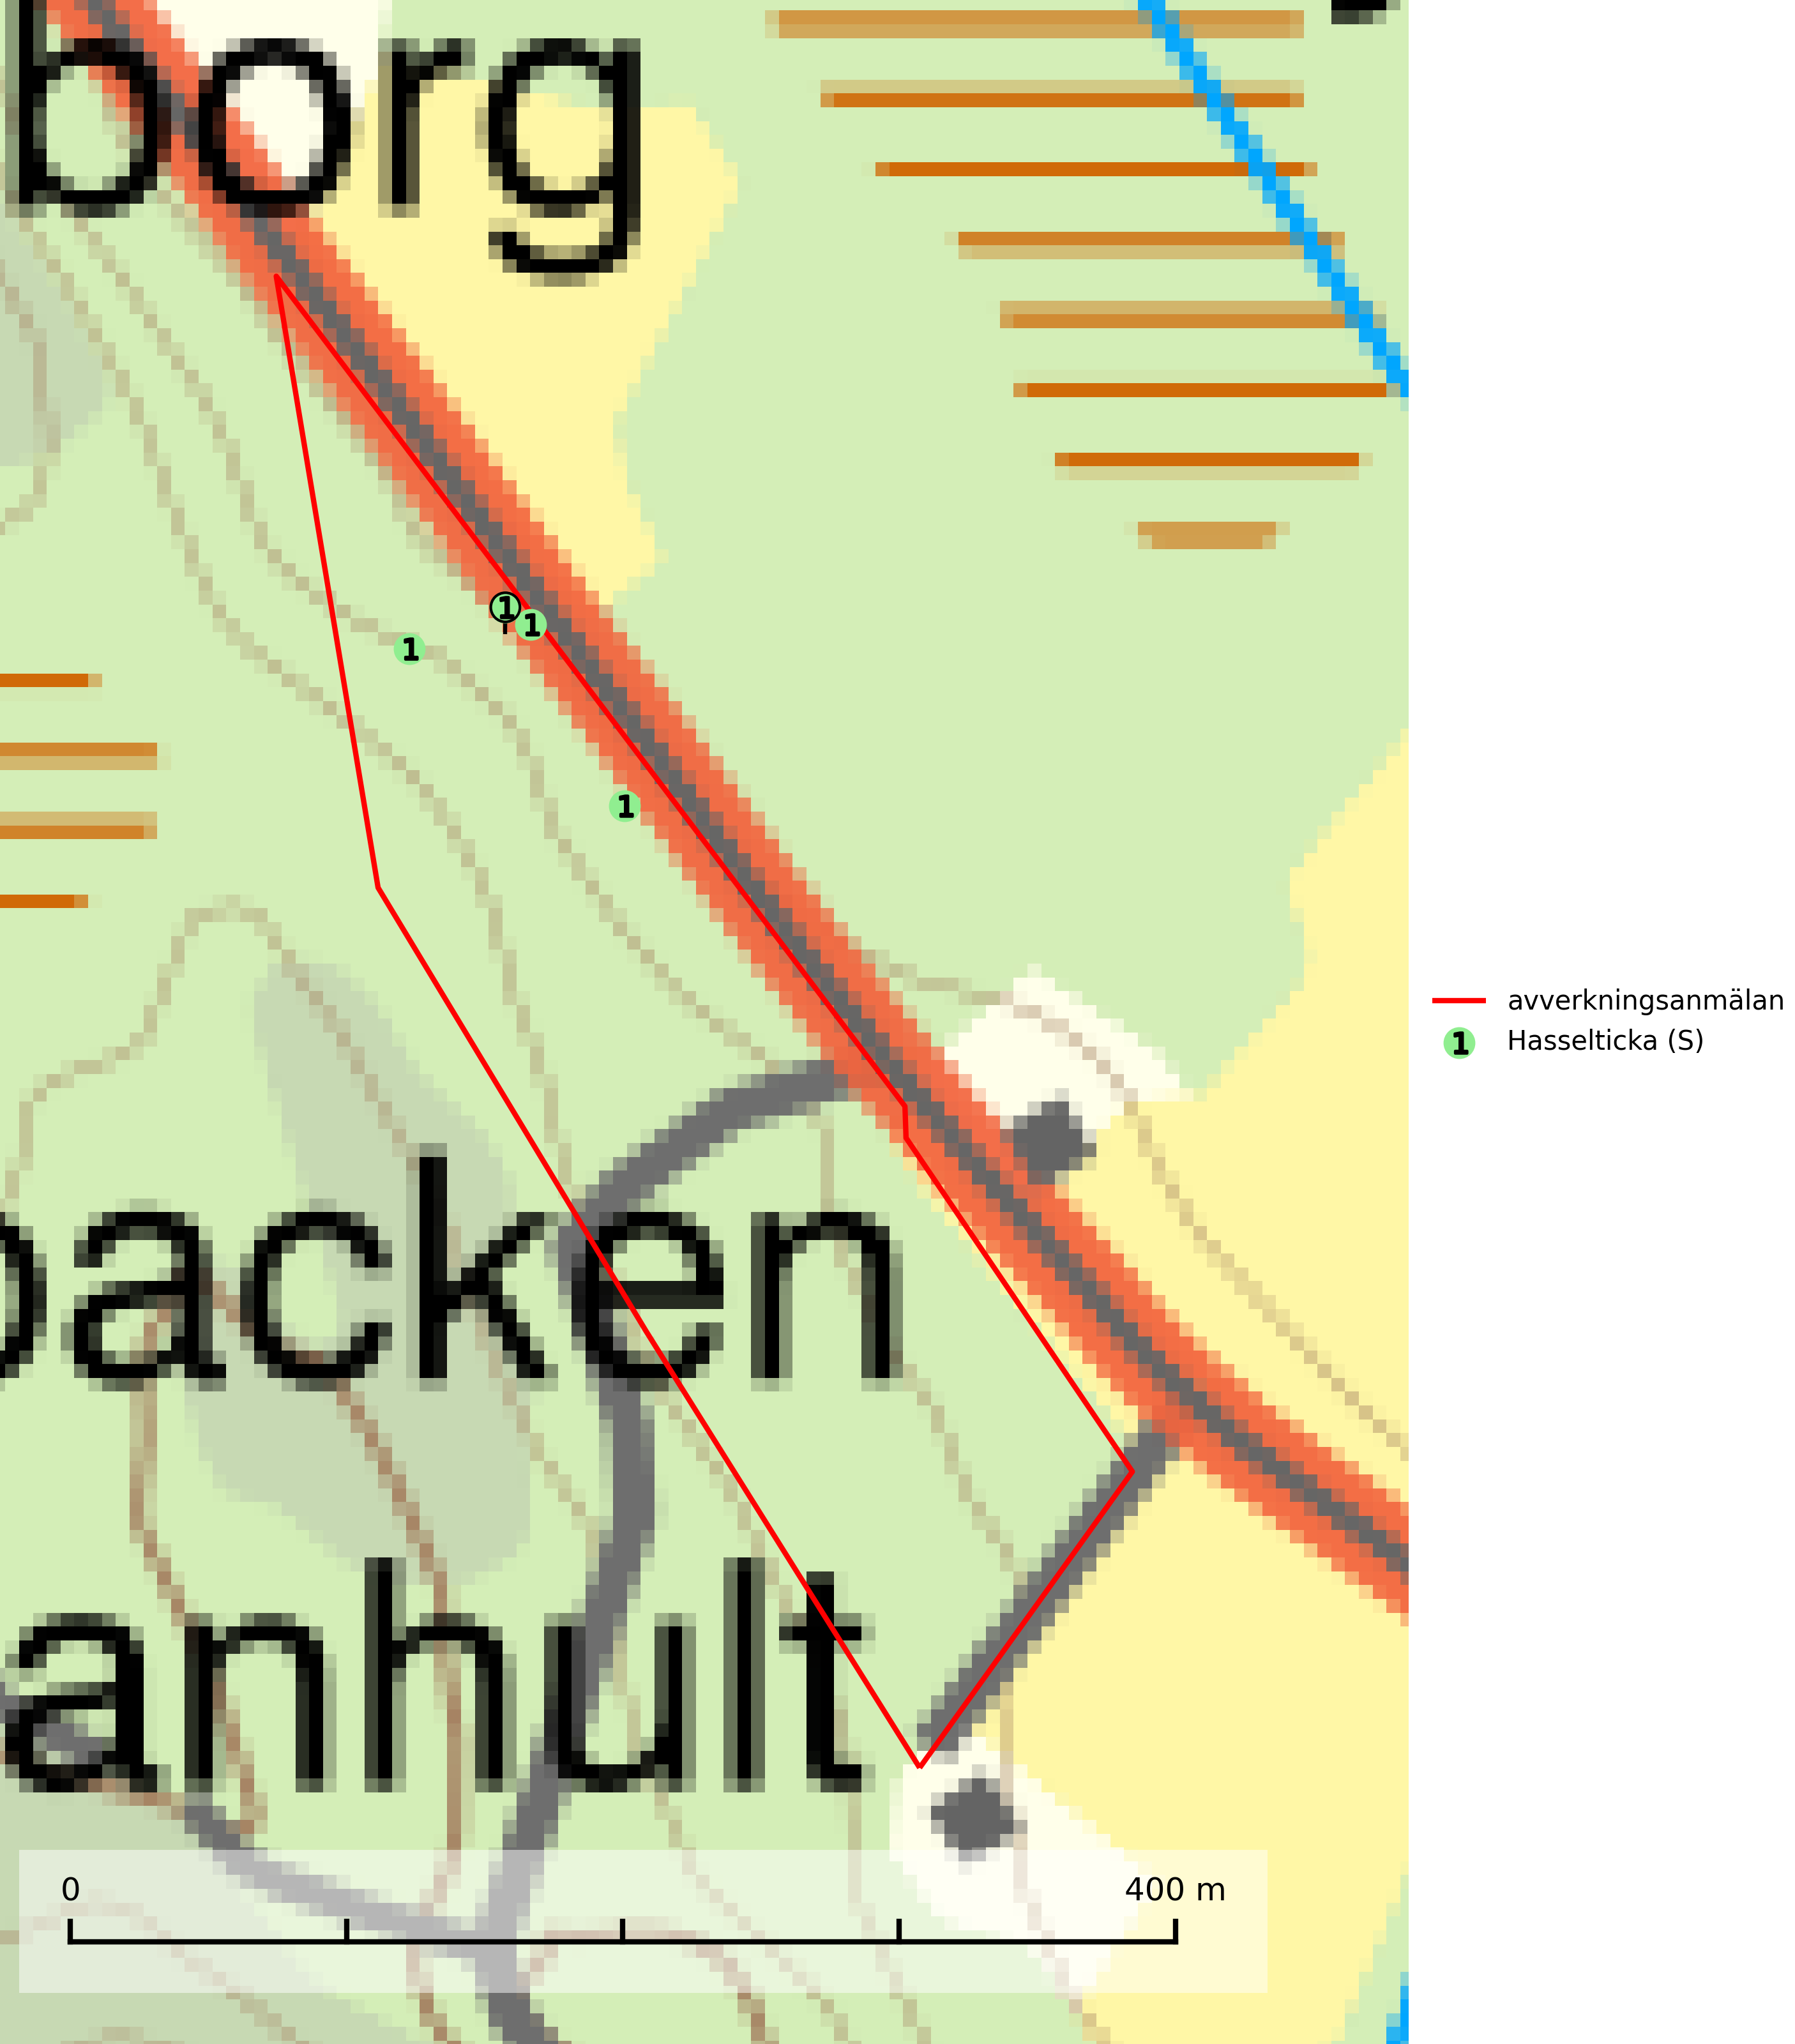 borg
1
1
1
1
avverkningsanmälan
1 Hasselticka (S)
backen
anhult
0 400 m